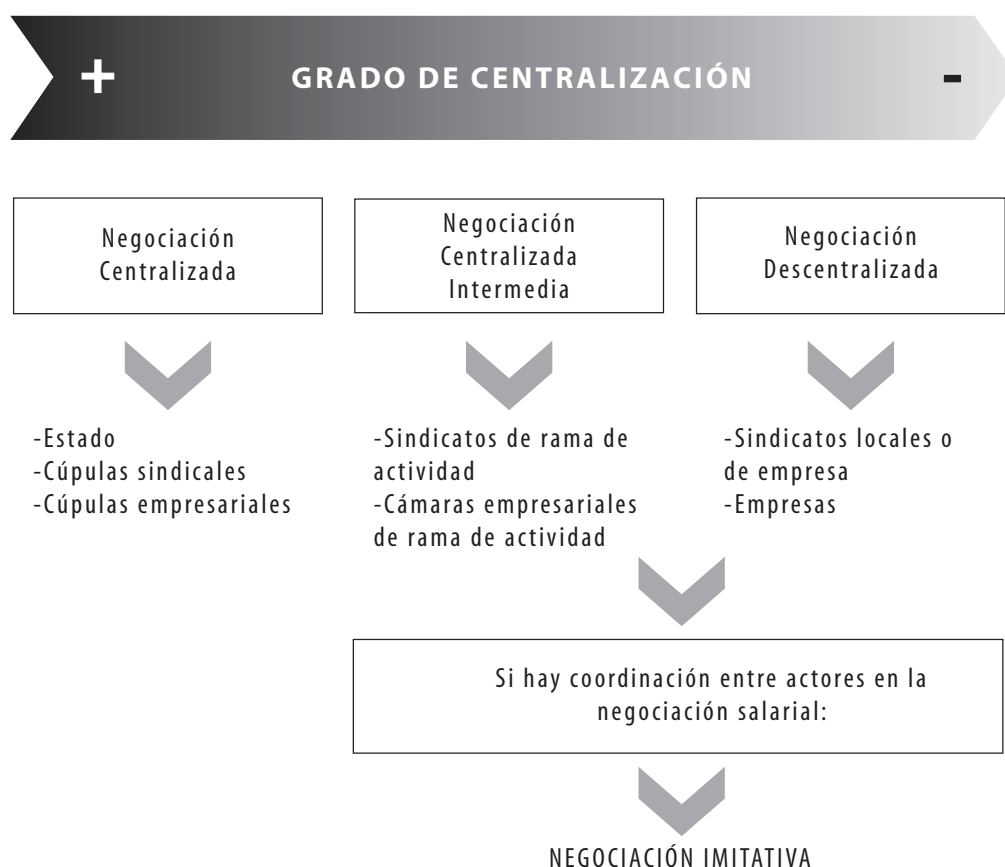 + GRADO DE CENTRALIZACIÓN -
Negociación
Centralizada
Negociación
Centralizada
Intermedia
Negociación
Descentralizada
-Estado
-Cúpulas sindicales
-Cúpulas empresariales
-Sindicatos de rama de
actividad
-Cámaras empresariales
de rama de actividad
-Sindicatos locales o
de empresa
-Empresas
Si hay coordinación entre actores en la
negociación salarial:
NEGOCIACIÓN IMITATIVA